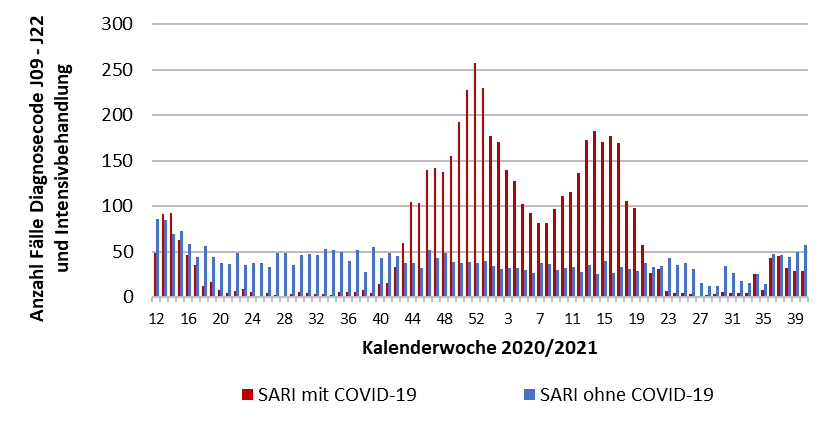 Anzahl Fälle Diagnosecode J09 - J22
und Intensivbehandlung
300
250
200
150
100
50
0
12 16 20 24 28 32 36 40 44 48 52 3 7 11 15 19 23 27 31 35 39
Kalenderwoche 2020/2021
SARI mit COVID-19 SARI ohne COVID-19